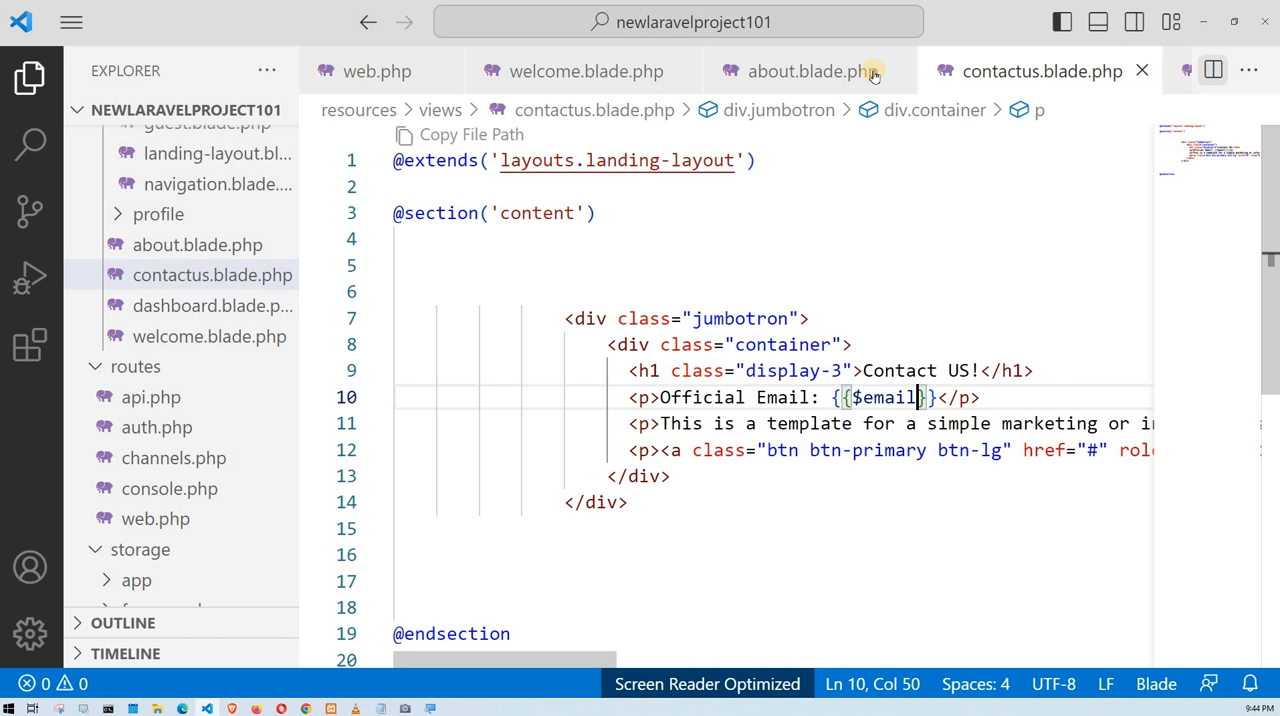 newlaravelproject101
EXPLORER
web.php
welcome.blade.php
about.blade.php
contactus.blade.php
NEWLARAVELPROJECT101
resources
views
contactus.blade.php
div.jumbotron
div.container
p
Copy File Path
guest.blade.php
landing-layout.bl...
navigation.blade....
profile
about.blade.php
contactus.blade.php
dashboard.blade.p...
welcome.blade.php
routes
api.php
auth.php
channels.php
console.php
web.php
storage
app
OUTLINE
TIMELINE
1 @extends('layouts.landing-layout')
2
3 @section('content')
4
5
6
7 <div class="jumbotron">
8 <div class="container">
9 <h1 class="display-3">Contact US!</h1>
10 <p>Official Email: {{$email}}</p>
11 <p>This is a template for a simple marketing or in
12 <p><a class="btn btn-primary btn-lg" href="#" role
13 </div>
14 </div>
15
16
17
18
19 @endsection
20
0 0
Screen Reader Optimized
Ln 10, Col 50
Spaces: 4
UTF-8
LF
Blade
9:44 PM